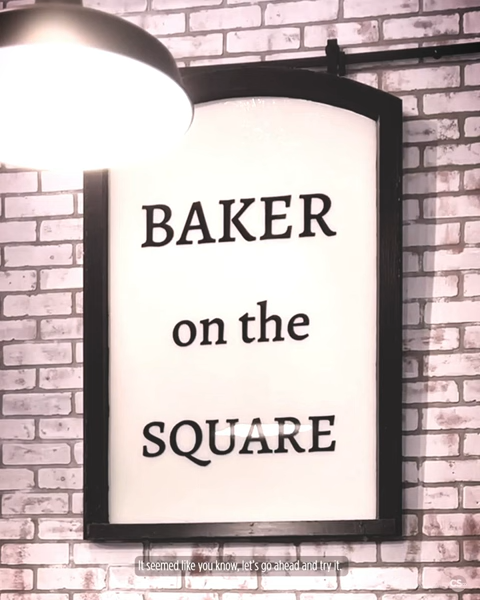 BAKER
on the
SQUARE
It seemed like you know, let's go ahead and try it.